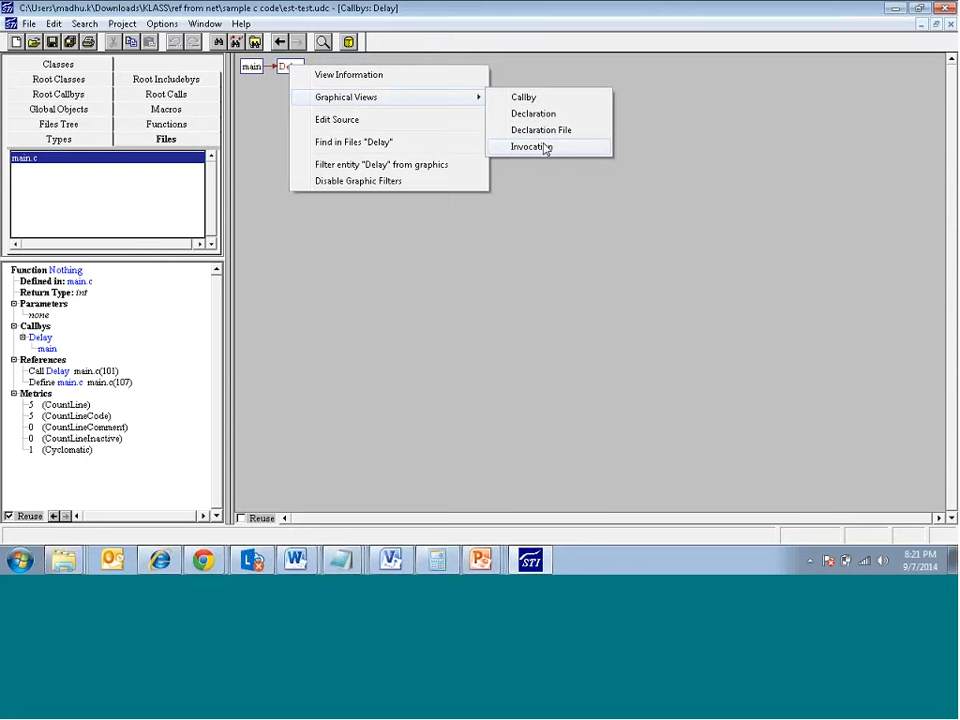 C:\Users\madhu.k\Downloads\KLASS\ref from net\sample c code\est-test.udc - [Callbys: Delay]
File Edit Search Project Options Window Help
Classes
Root Classes Root Includebys
Root Callbys Root Calls
Global Objects Macros
Files Tree Functions
Types Files
main.c
Function Nothing
Defined in: main.c
Return Type: int
Parameters
none
Callbys
Delay
main
References
Call Delay main.c(101)
Define main.c main.c(107)
Metrics
5 (CountLine)
5 (CountLineCode)
0 (CountLineComment)
0 (CountLineInactive)
1 (Cyclomatic)
Reuse
main
View Information
Graphical Views
Edit Source
Find in Files "Delay"
Filter entity "Delay" from graphics
Disable Graphic Filters
Callby
Declaration
Declaration File
Invocation
Reuse
STI
8:21 PM
9/7/2014